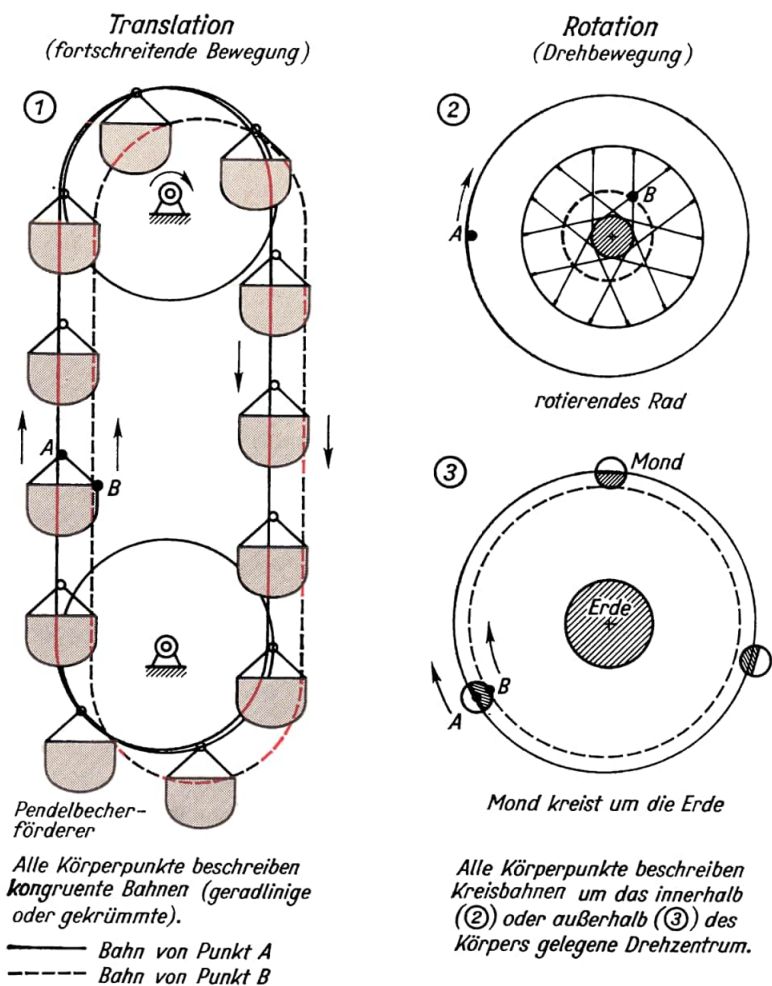 Translation
(fortschreitende Bewegung)
1
A
B
Pendelbecher-
förderer
Alle Körperpunkte beschreiben
kongruente Bahnen (geradlinige
oder gekrümmte).
Bahn von Punkt A
Bahn von Punkt B
Rotation
(Drehbewegung)
2
A
B
rotierendes Rad
3
Mond
Erde
A
B
Mond kreist um die Erde
Alle Körperpunkte beschreiben
Kreisbahnen um das innerhalb
(②) oder außerhalb (③) des
Körpers gelegene Drehzentrum.